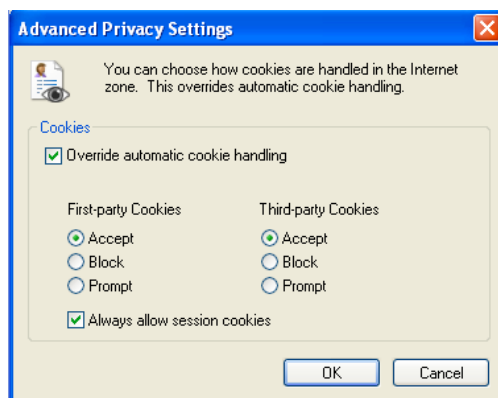 Advanced Privacy Settings
You can choose how cookies are handled in the Internet
zone. This overrides automatic cookie handling.
Cookies
Override automatic cookie handling
First-party Cookies Third-party Cookies
Accept Accept
Block Block
Prompt Prompt
Always allow session cookies
OK Cancel